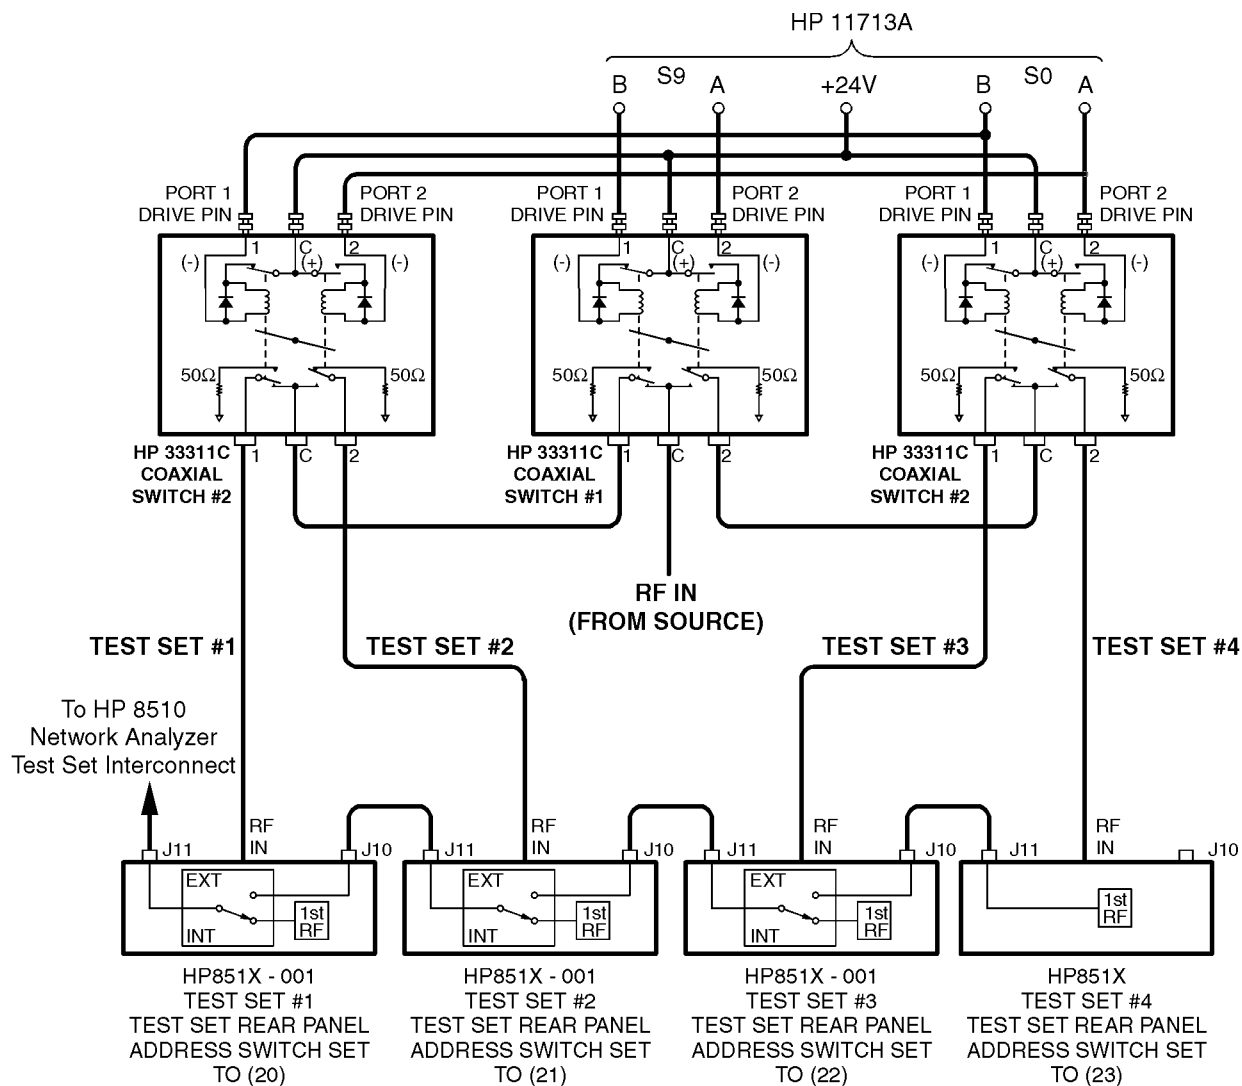 HP 11713A
B S9 A +24V B S0 A
PORT 1
DRIVE PIN
PORT 2
DRIVE PIN
PORT 1
DRIVE PIN
PORT 2
DRIVE PIN
PORT 1
DRIVE PIN
PORT 2
DRIVE PIN
1 C 2
(-) (+) (-)
50Ω 50Ω
1 C 2
(-) (+) (-)
50Ω 50Ω
1 C 2
(-) (+) (-)
50Ω 50Ω
HP 33311C
COAXIAL
SWITCH #2
1 C 2
HP 33311C
COAXIAL
SWITCH #1
1 C 2
HP 33311C
COAXIAL
SWITCH #2
1 C 2
RF IN
(FROM SOURCE)
TEST SET #1
TEST SET #2
TEST SET #3
TEST SET #4
To HP 8510
Network Analyzer
Test Set Interconnect
J11
RF
IN
J10
J11
RF
IN
J10
J11
RF
IN
J10
J11
RF
IN
J10
EXT
INT
1st
RF
EXT
INT
1st
RF
EXT
INT
1st
RF
1st
RF
HP851X - 001
TEST SET #1
TEST SET REAR PANEL
ADDRESS SWITCH SET
TO (20)
HP851X - 001
TEST SET #2
TEST SET REAR PANEL
ADDRESS SWITCH SET
TO (21)
HP851X - 001
TEST SET #3
TEST SET REAR PANEL
ADDRESS SWITCH SET
TO (22)
HP851X
TEST SET #4
TEST SET REAR PANEL
ADDRESS SWITCH SET
TO (23)